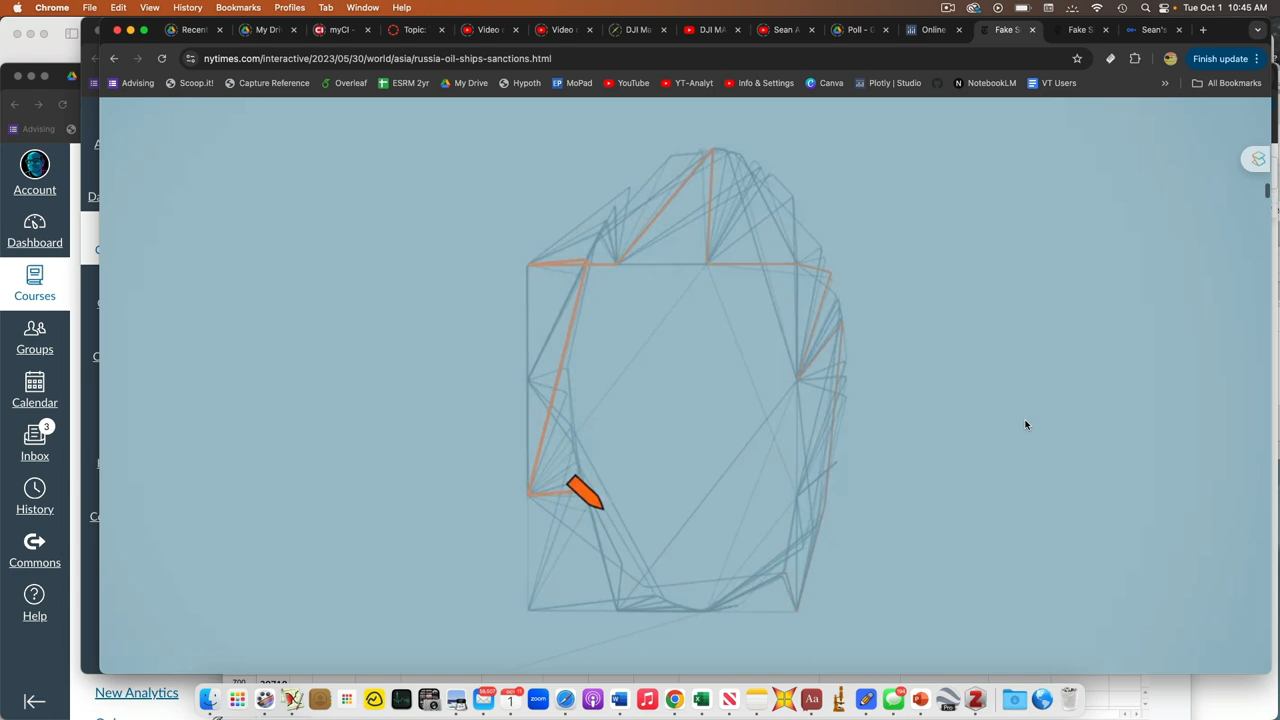 Chrome File Edit View History Bookmarks Profiles Tab Window Help Tue Oct 1 10:45 AM
Recent My Dri myCI - Topic: Video Video DJI Ma DJI MA Sean A Poll - G Online Fake S Fake S Sean's
nytimes.com/interactive/2023/05/30/world/asia/russia-oil-ships-sanctions.html Finish update
Advising Scoop.it! Capture Reference Overleaf ESRM 2yr My Drive MoPad YouTube YT-Analyt Info & Settings Canva Plotly | Studio Hypoth NotebookLM VT Users All Bookmarks
Advising
Account
Dashboard
Courses
Groups
Calendar
3
Inbox
History
Commons
Help
New Analytics